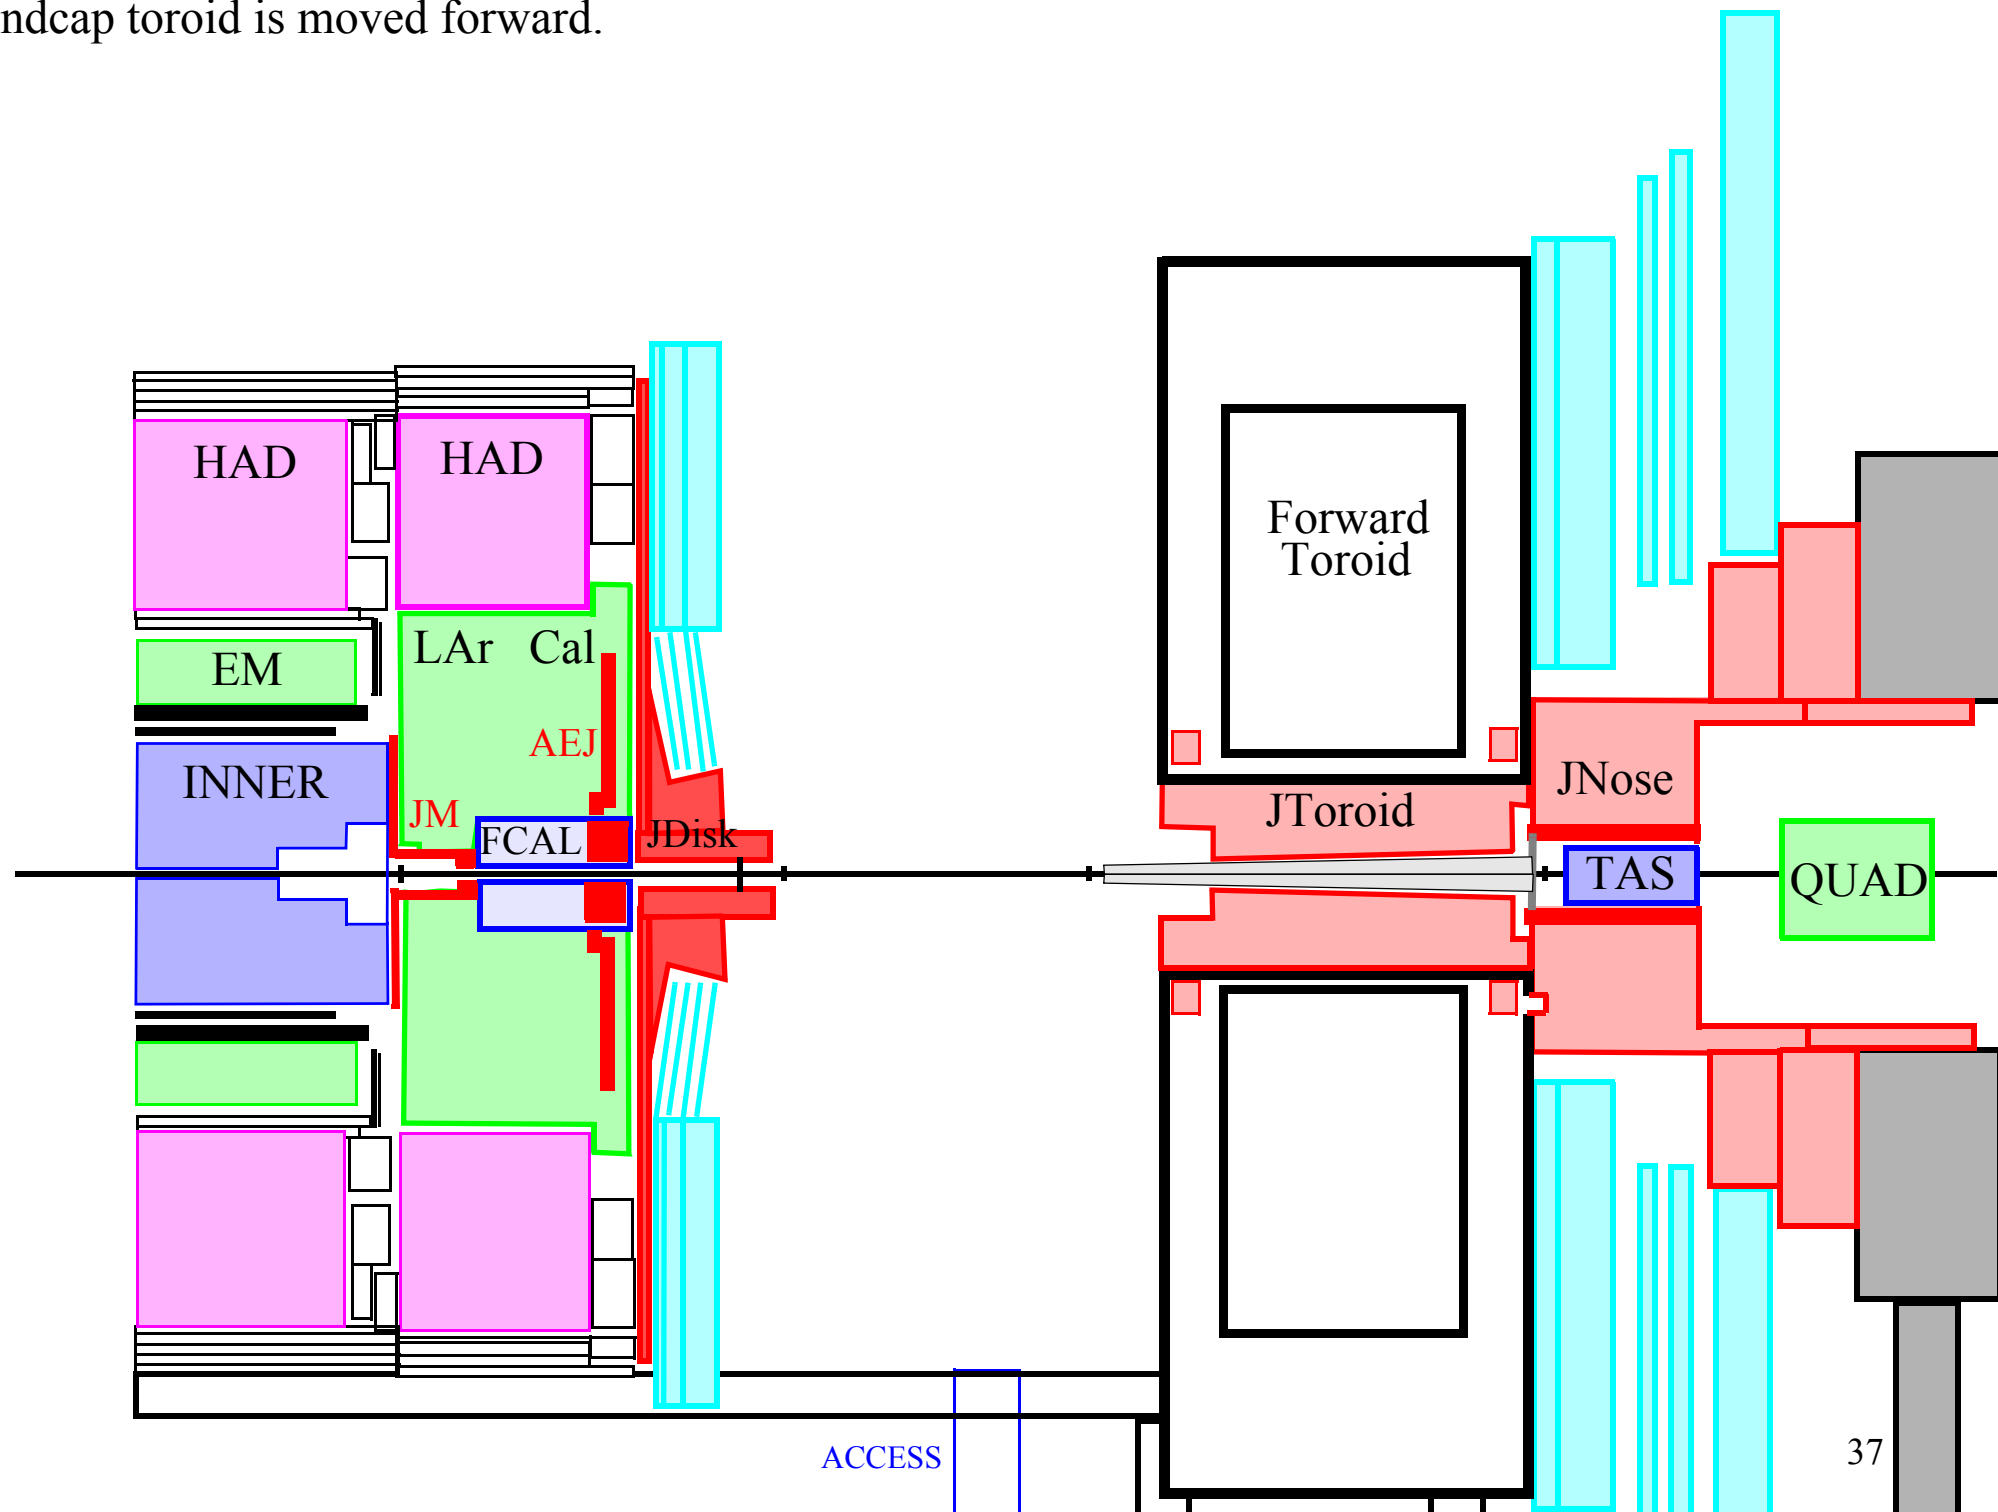 ndcap toroid is moved forward.
HAD
HAD
Forward
Toroid
LAr Cal
EM
AEJ
INNER
JM
FCAL
JDisk
JToroid
JNose
TAS
QUAD
ACCESS
37